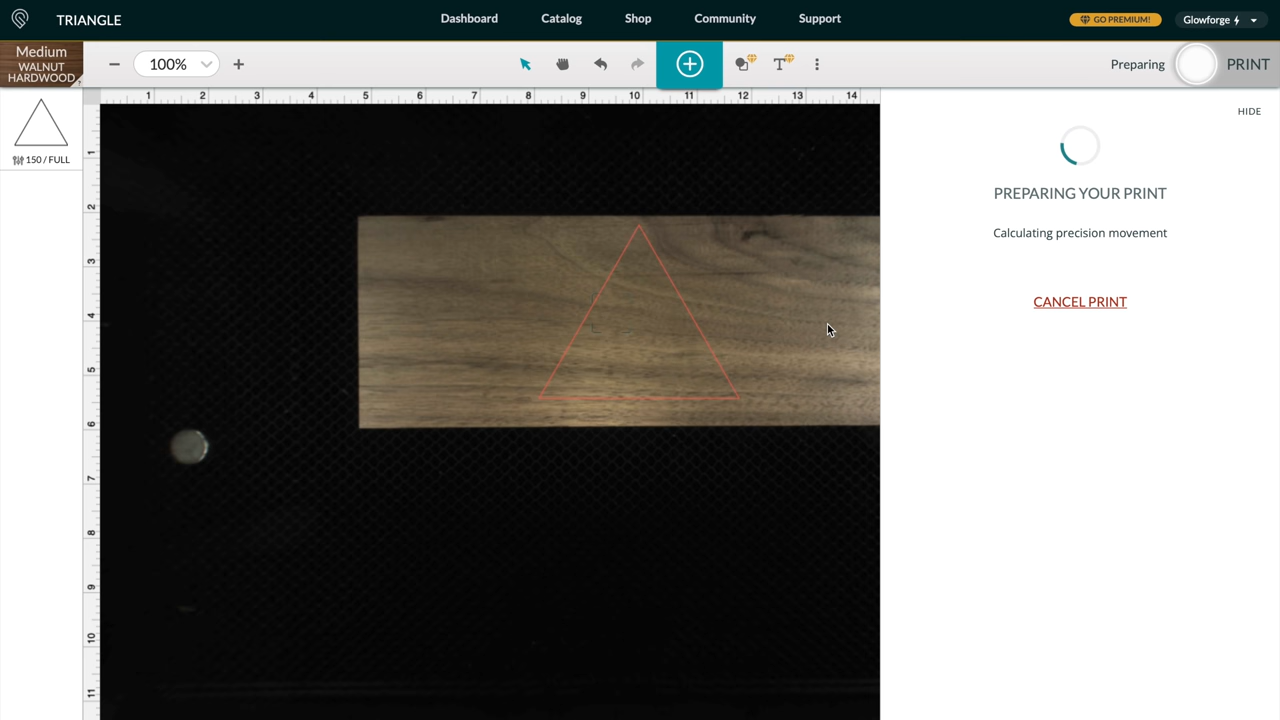 TRIANGLE
Dashboard
Catalog
Shop
Community
Support
GO PREMIUM!
Glowforge
Medium
WALNUT
HARDWOOD
?
100%
T
Preparing
PRINT
1 2 3 4 5 6 7 8 9 10 11 12 13 14
HIDE
150 / FULL
1
2
3
4
5
6
7
8
9
10
11
PREPARING YOUR PRINT
Calculating precision movement
CANCEL PRINT